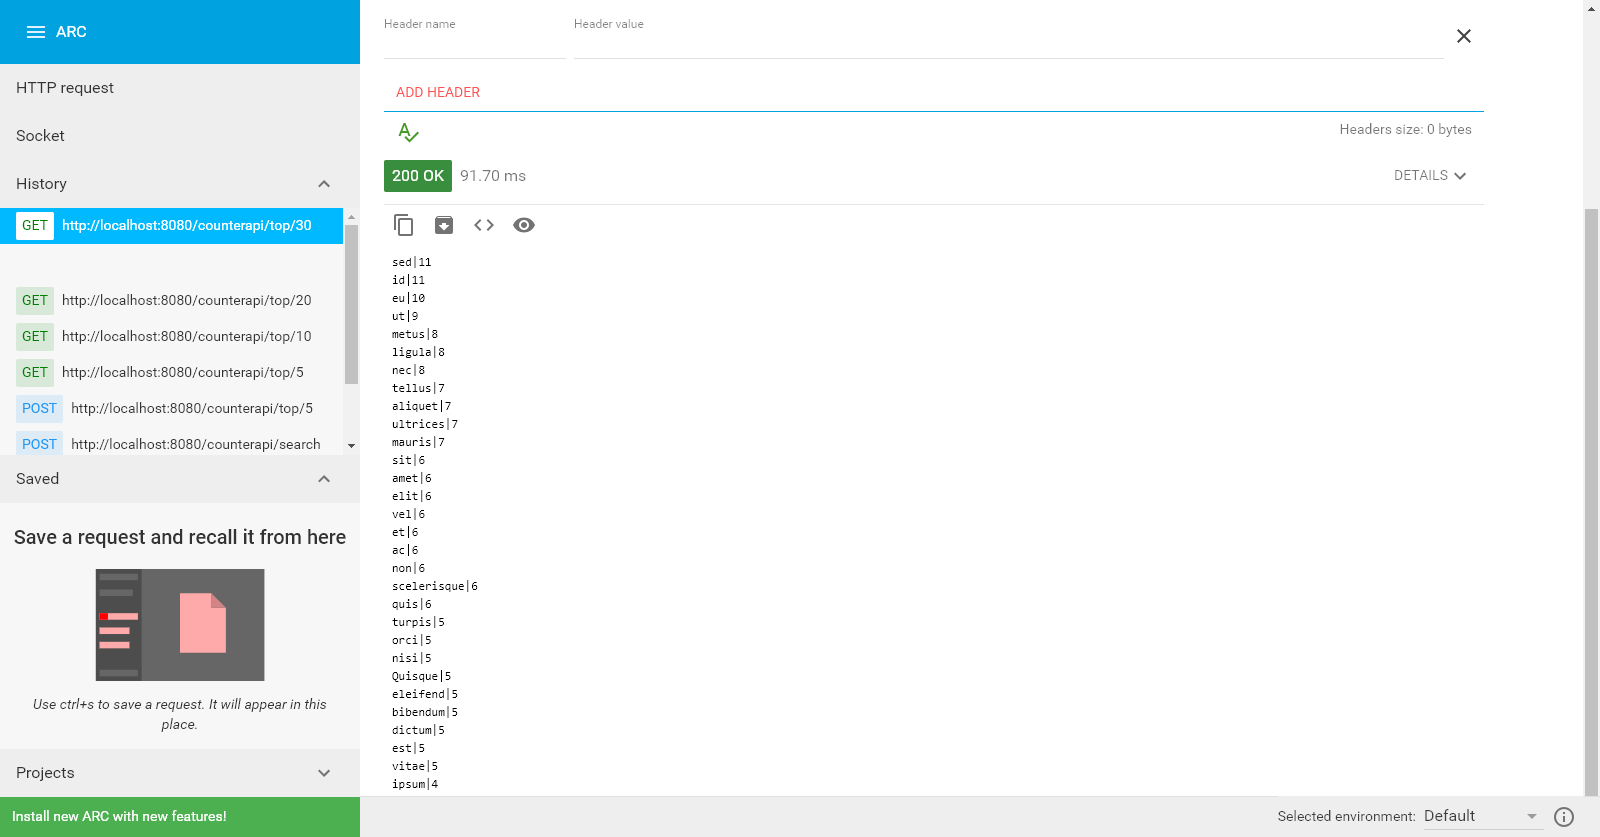 ARC
HTTP request
Socket
History
GET http://localhost:8080/counterapi/top/30
GET http://localhost:8080/counterapi/top/20
GET http://localhost:8080/counterapi/top/10
GET http://localhost:8080/counterapi/top/5
POST http://localhost:8080/counterapi/top/5
POST http://localhost:8080/counterapi/search
Saved
Save a request and recall it from here
Use ctrl+s to save a request. It will appear in this
place.
Projects
Install new ARC with new features!
Header name Header value
ADD HEADER
Headers size: 0 bytes
200 OK 91.70 ms DETAILS
sed|11
id|11
eu|10
ut|9
metus|8
ligula|8
nec|8
tellus|7
aliquet|7
ultrices|7
mauris|7
sit|6
amet|6
elit|6
vel|6
et|6
ac|6
non|6
scelerisque|6
quis|6
turpis|5
orci|5
nisi|5
Quisque|5
eleifend|5
bibendum|5
dictum|5
est|5
vitae|5
ipsum|4
Selected environment: Default